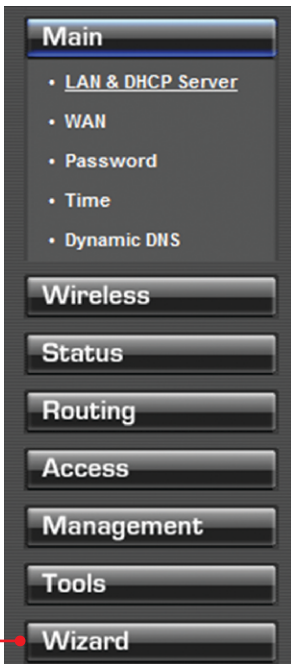 Main
• LAN & DHCP Server
• WAN
• Password
• Time
• Dynamic DNS
Wireless
Status
Routing
Access
Management
Tools
Wizard